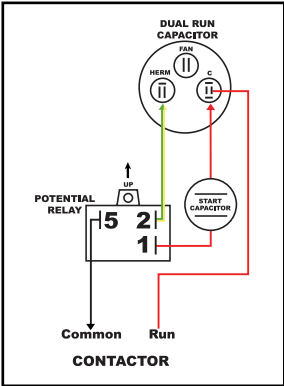 DUAL RUN
CAPACITOR
FAN
HERM
C
UP
POTENTIAL
RELAY
5 2
1
START
CAPACITOR
Common Run
CONTACTOR